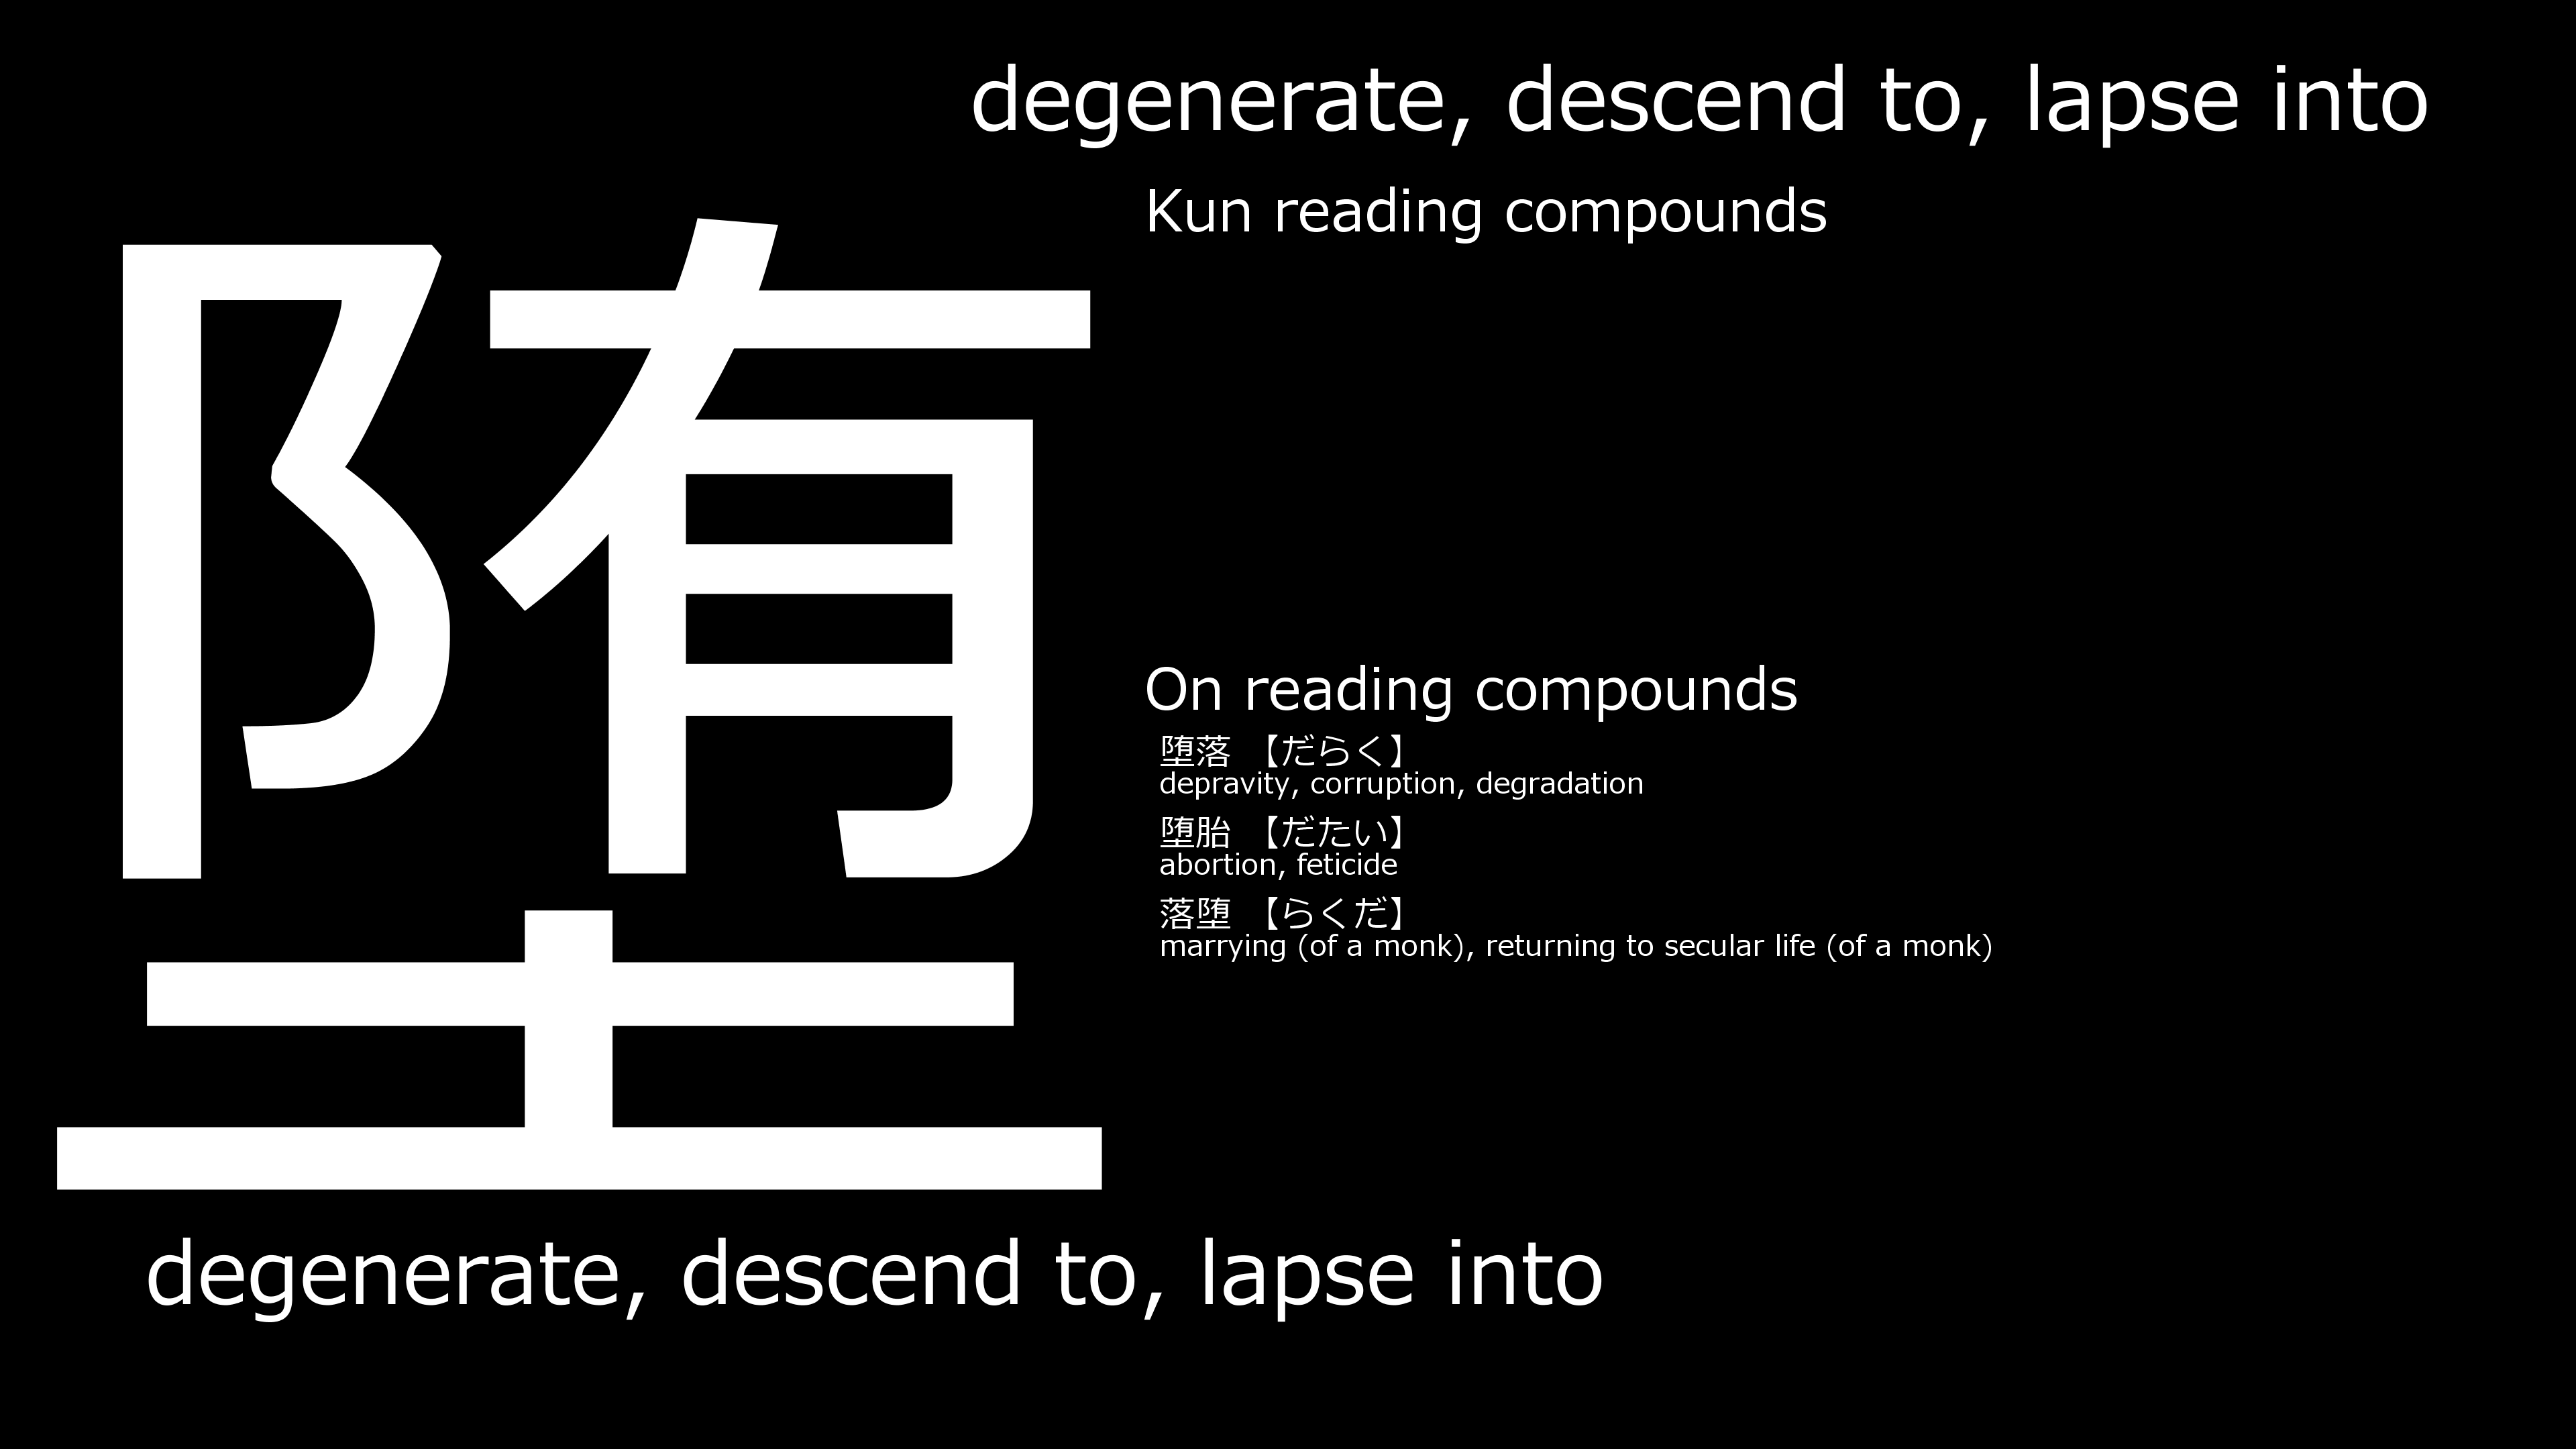 degenerate, descend to, lapse into
Kun reading compounds
堕
On reading compounds
堕落 【だらく】
depravity, corruption, degradation
堕胎 【だたい】
abortion, feticide
落堕 【らくだ】
marrying (of a monk), returning to secular life (of a monk)
degenerate, descend to, lapse into